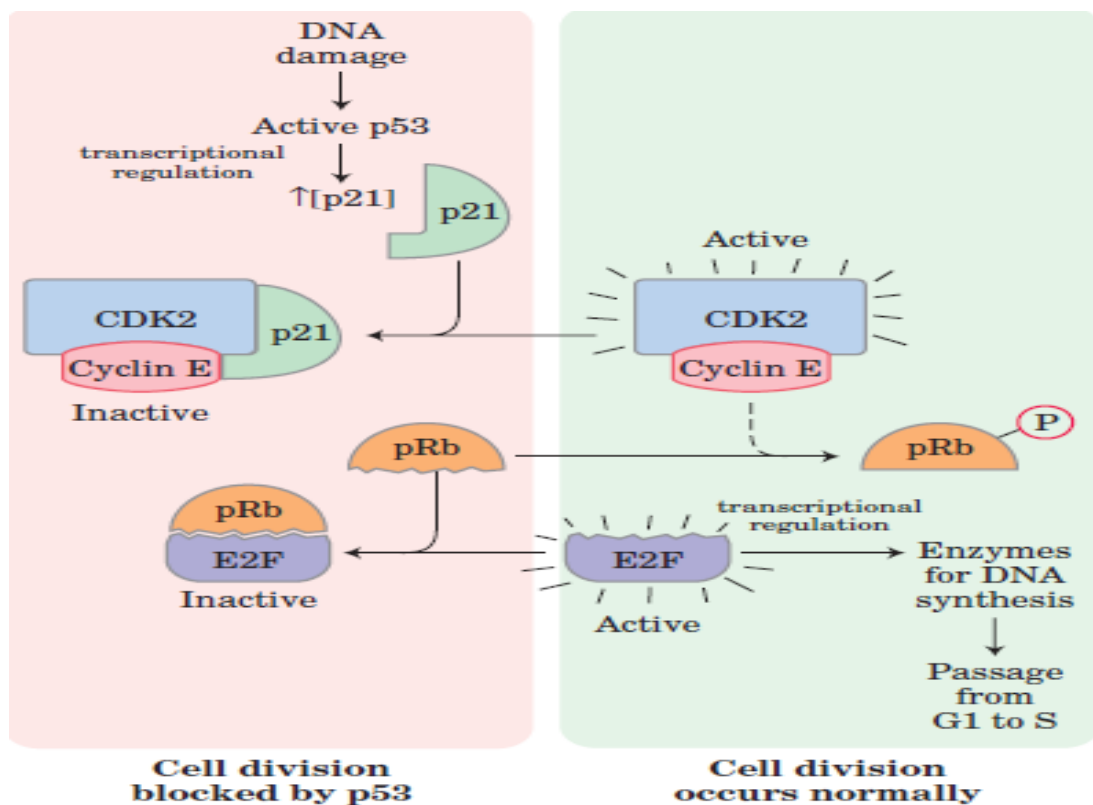 DNA
damage
Active p53
transcriptional
regulation
↑[p21]
p21
CDK2
p21
Cyclin E
Inactive
Active
CDK2
Cyclin E
pRb
pRb
P
pRb
E2F
Inactive
E2F
Active
transcriptional
regulation
Enzymes
for DNA
synthesis
Passage
from
G1 to S
Cell division
blocked by p53
Cell division
occurs normally